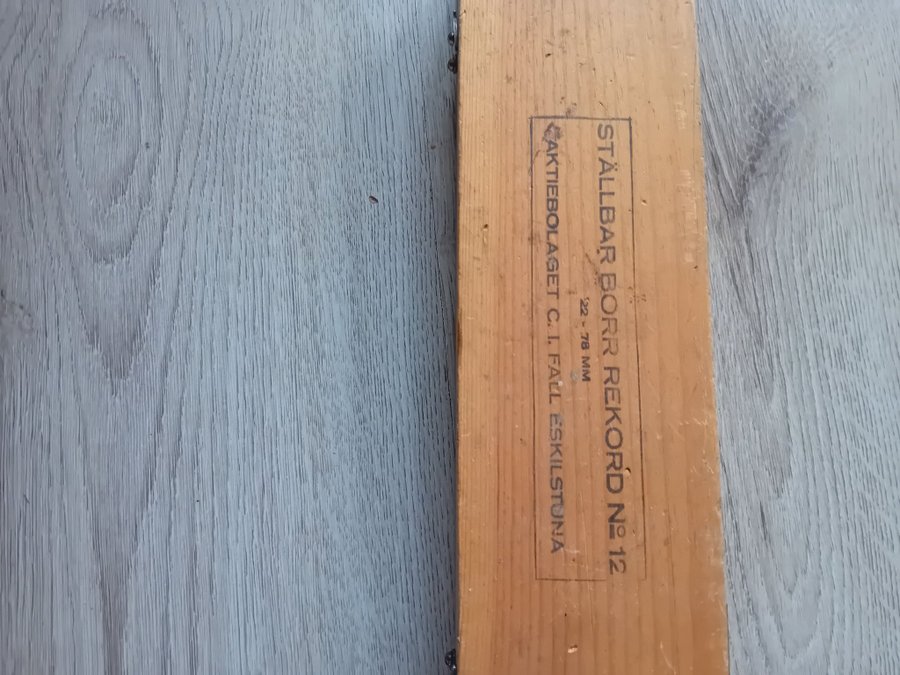 STÄLLBAR BORR REKORD Nº 12
22 - 78 MM
AKTIEBOLAGET C. I. FALL ESKILSTUNA